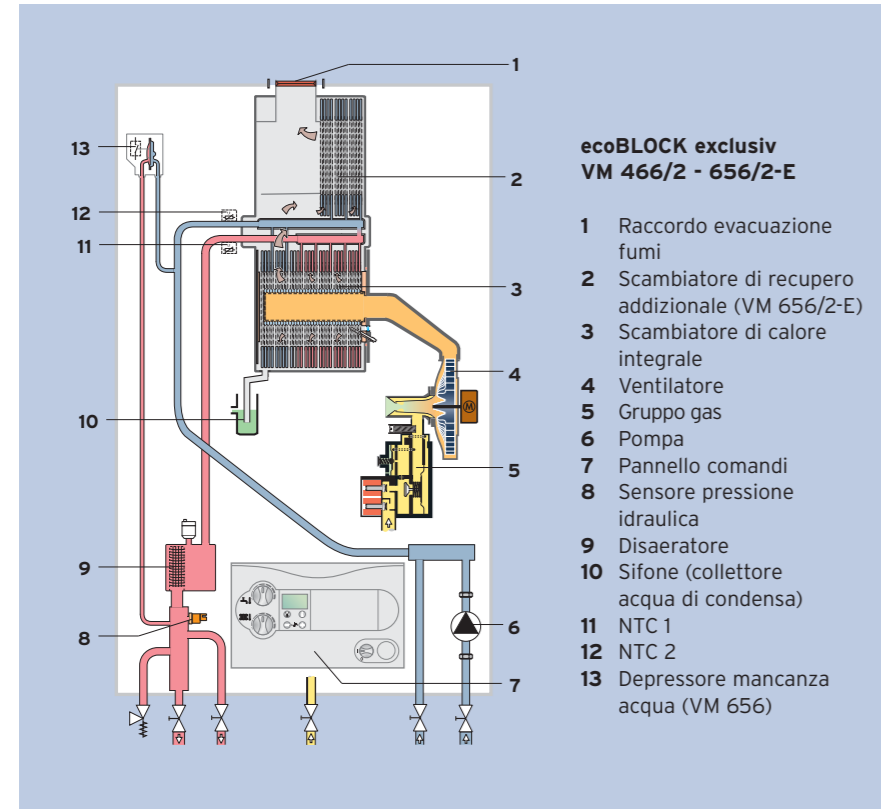 1
13
2
12
11
3
4
10
5
9
8
6
7
M
ecoBLOCK exclusiv
VM 466/2 - 656/2-E
1 Raccordo evacuazione
fumi
2 Scambiatore di recupero
addizionale (VM 656/2-E)
3 Scambiatore di calore
integrale
4 Ventilatore
5 Gruppo gas
6 Pompa
7 Pannello comandi
8 Sensore pressione
idraulica
9 Disaeratore
10 Sifone (collettore
acqua di condensa)
11 NTC 1
12 NTC 2
13 Depressore mancanza
acqua (VM 656)